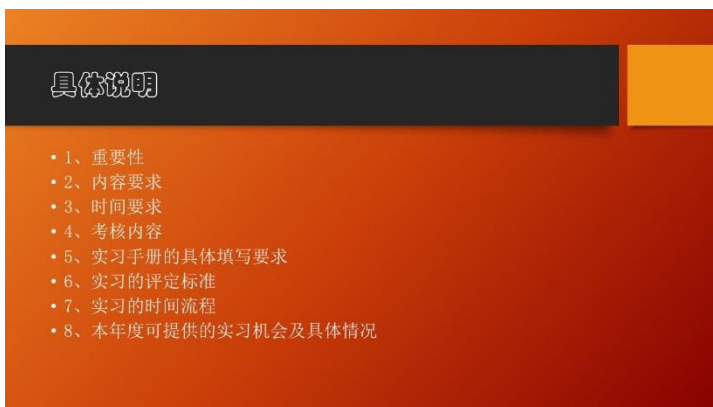 具体说明
• 1、重要性
• 2、内容要求
• 3、时间要求
• 4、考核内容
• 5、实习手册的具体填写要求
• 6、实习的评定标准
• 7、实习的时间流程
• 8、本年度可提供的实习机会及具体情况